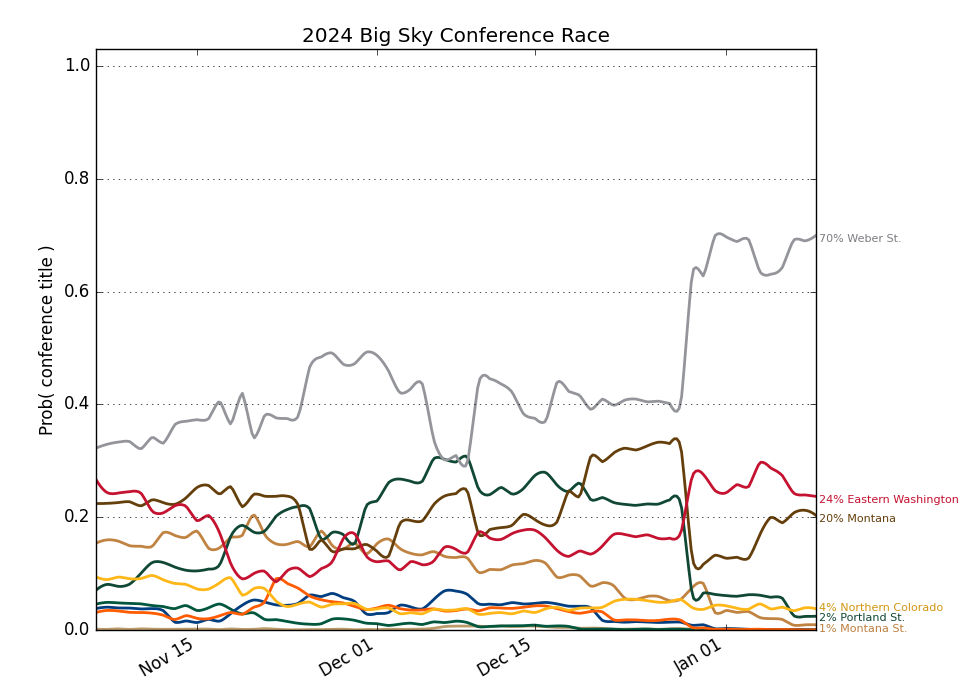 2024 Big Sky Conference Race
1.0
0.8
0.6
0.4
0.2
0.0
Prob( conference title )
70% Weber St.
24% Eastern Washington
20% Montana
4% Northern Colorado
2% Portland St.
1% Montana St.
Nov 15
Dec 01
Dec 15
Jan 01